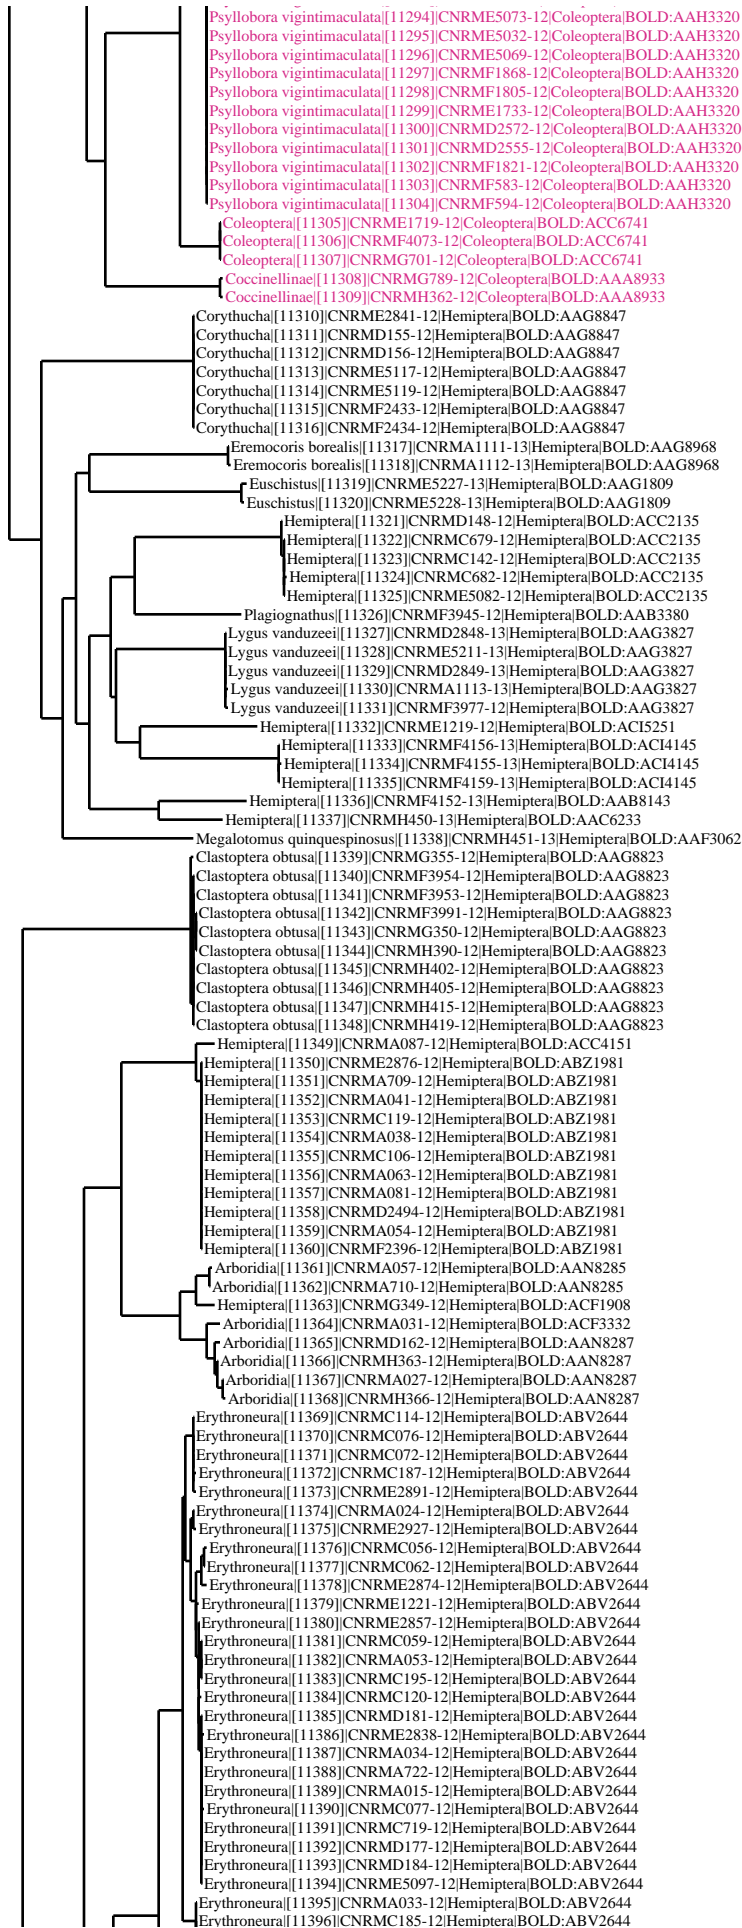 Psyllobora vigintimaculata|[11294]|CNRME5073-12|Coleoptera|BOLD:AAH3320
Psyllobora vigintimaculata|[11295]|CNRME5032-12|Coleoptera|BOLD:AAH3320
Psyllobora vigintimaculata|[11296]|CNRME5069-12|Coleoptera|BOLD:AAH3320
Psyllobora vigintimaculata|[11297]|CNRMF1868-12|Coleoptera|BOLD:AAH3320
Psyllobora vigintimaculata|[11298]|CNRMF1805-12|Coleoptera|BOLD:AAH3320
Psyllobora vigintimaculata|[11299]|CNRME1733-12|Coleoptera|BOLD:AAH3320
Psyllobora vigintimaculata|[11300]|CNRMD2572-12|Coleoptera|BOLD:AAH3320
Psyllobora vigintimaculata|[11301]|CNRMD2555-12|Coleoptera|BOLD:AAH3320
Psyllobora vigintimaculata|[11302]|CNRMF1821-12|Coleoptera|BOLD:AAH3320
Psyllobora vigintimaculata|[11303]|CNRMF583-12|Coleoptera|BOLD:AAH3320
Psyllobora vigintimaculata|[11304]|CNRMF594-12|Coleoptera|BOLD:AAH3320
Coleoptera|[11305]|CNRME1719-12|Coleoptera|BOLD:ACC6741
Coleoptera|[11306]|CNRMF4073-12|Coleoptera|BOLD:ACC6741
Coleoptera|[11307]|CNRMG701-12|Coleoptera|BOLD:ACC6741
Coccinellinae|[11308]|CNRMG789-12|Coleoptera|BOLD:AAA8933
Coccinellinae|[11309]|CNRMH362-12|Coleoptera|BOLD:AAA8933
Corythucha|[11310]|CNRME2841-12|Hemiptera|BOLD:AAG8847
Corythucha|[11311]|CNRMD155-12|Hemiptera|BOLD:AAG8847
Corythucha|[11312]|CNRMD156-12|Hemiptera|BOLD:AAG8847
Corythucha|[11313]|CNRME5117-12|Hemiptera|BOLD:AAG8847
Corythucha|[11314]|CNRME5119-12|Hemiptera|BOLD:AAG8847
Corythucha|[11315]|CNRMF2433-12|Hemiptera|BOLD:AAG8847
Corythucha|[11316]|CNRMF2434-12|Hemiptera|BOLD:AAG8847
Eremocoris borealis|[11317]|CNRMA1111-13|Hemiptera|BOLD:AAG8968
Eremocoris borealis|[11318]|CNRMA1112-13|Hemiptera|BOLD:AAG8968
Euschistus|[11319]|CNRME5227-13|Hemiptera|BOLD:AAG1809
Euschistus|[11320]|CNRME5228-13|Hemiptera|BOLD:AAG1809
Hemiptera|[11321]|CNRMD148-12|Hemiptera|BOLD:ACC2135
Hemiptera|[11322]|CNRMC679-12|Hemiptera|BOLD:ACC2135
Hemiptera|[11323]|CNRMC142-12|Hemiptera|BOLD:ACC2135
Hemiptera|[11324]|CNRMC682-12|Hemiptera|BOLD:ACC2135
Hemiptera|[11325]|CNRME5082-12|Hemiptera|BOLD:ACC2135
Plagiognathus|[11326]|CNRMF3945-12|Hemiptera|BOLD:AAB3380
Lygus vanduzeei|[11327]|CNRMD2848-13|Hemiptera|BOLD:AAG3827
Lygus vanduzeei|[11328]|CNRME5211-13|Hemiptera|BOLD:AAG3827
Lygus vanduzeei|[11329]|CNRMD2849-13|Hemiptera|BOLD:AAG3827
Lygus vanduzeei|[11330]|CNRMA1113-13|Hemiptera|BOLD:AAG3827
Lygus vanduzeei|[11331]|CNRMF3977-12|Hemiptera|BOLD:AAG3827
Hemiptera|[11332]|CNRME1219-12|Hemiptera|BOLD:ACI5251
Hemiptera|[11333]|CNRMF4156-13|Hemiptera|BOLD:ACI4145
Hemiptera|[11334]|CNRMF4155-13|Hemiptera|BOLD:ACI4145
Hemiptera|[11335]|CNRMF4159-13|Hemiptera|BOLD:ACI4145
Hemiptera|[11336]|CNRMF4152-13|Hemiptera|BOLD:AAB8143
Hemiptera|[11337]|CNRMH450-13|Hemiptera|BOLD:AAC6233
Megalotomus quinquespinosus|[11338]|CNRMH451-13|Hemiptera|BOLD:AAF3062
Clastoptera obtusa|[11339]|CNRMG355-12|Hemiptera|BOLD:AAG8823
Clastoptera obtusa|[11340]|CNRMF3954-12|Hemiptera|BOLD:AAG8823
Clastoptera obtusa|[11341]|CNRMF3953-12|Hemiptera|BOLD:AAG8823
Clastoptera obtusa|[11342]|CNRMF3991-12|Hemiptera|BOLD:AAG8823
Clastoptera obtusa|[11343]|CNRMG350-12|Hemiptera|BOLD:AAG8823
Clastoptera obtusa|[11344]|CNRMH390-12|Hemiptera|BOLD:AAG8823
Clastoptera obtusa|[11345]|CNRMH402-12|Hemiptera|BOLD:AAG8823
Clastoptera obtusa|[11346]|CNRMH405-12|Hemiptera|BOLD:AAG8823
Clastoptera obtusa|[11347]|CNRMH415-12|Hemiptera|BOLD:AAG8823
Clastoptera obtusa|[11348]|CNRMH419-12|Hemiptera|BOLD:AAG8823
Hemiptera|[11349]|CNRMA087-12|Hemiptera|BOLD:ACC4151
Hemiptera|[11350]|CNRME2876-12|Hemiptera|BOLD:ABZ1981
Hemiptera|[11351]|CNRMA709-12|Hemiptera|BOLD:ABZ1981
Hemiptera|[11352]|CNRMA041-12|Hemiptera|BOLD:ABZ1981
Hemiptera|[11353]|CNRMC119-12|Hemiptera|BOLD:ABZ1981
Hemiptera|[11354]|CNRMA038-12|Hemiptera|BOLD:ABZ1981
Hemiptera|[11355]|CNRMC106-12|Hemiptera|BOLD:ABZ1981
Hemiptera|[11356]|CNRMA063-12|Hemiptera|BOLD:ABZ1981
Hemiptera|[11357]|CNRMA081-12|Hemiptera|BOLD:ABZ1981
Hemiptera|[11358]|CNRMD2494-12|Hemiptera|BOLD:ABZ1981
Hemiptera|[11359]|CNRMA054-12|Hemiptera|BOLD:ABZ1981
Hemiptera|[11360]|CNRMF2396-12|Hemiptera|BOLD:ABZ1981
Arboridia|[11361]|CNRMA057-12|Hemiptera|BOLD:AAN8285
Arboridia|[11362]|CNRMA710-12|Hemiptera|BOLD:AAN8285
Hemiptera|[11363]|CNRMG349-12|Hemiptera|BOLD:ACF1908
Arboridia|[11364]|CNRMA031-12|Hemiptera|BOLD:ACF3332
Arboridia|[11365]|CNRMD162-12|Hemiptera|BOLD:AAN8287
Arboridia|[11366]|CNRMH363-12|Hemiptera|BOLD:AAN8287
Arboridia|[11367]|CNRMA027-12|Hemiptera|BOLD:AAN8287
Arboridia|[11368]|CNRMH366-12|Hemiptera|BOLD:AAN8287
Erythroneura|[11369]|CNRMC114-12|Hemiptera|BOLD:ABV2644
Erythroneura|[11370]|CNRMC076-12|Hemiptera|BOLD:ABV2644
Erythroneura|[11371]|CNRMC072-12|Hemiptera|BOLD:ABV2644
Erythroneura|[11372]|CNRMC187-12|Hemiptera|BOLD:ABV2644
Erythroneura|[11373]|CNRME2891-12|Hemiptera|BOLD:ABV2644
Erythroneura|[11374]|CNRMA024-12|Hemiptera|BOLD:ABV2644
Erythroneura|[11375]|CNRME2927-12|Hemiptera|BOLD:ABV2644
Erythroneura|[11376]|CNRMC056-12|Hemiptera|BOLD:ABV2644
Erythroneura|[11377]|CNRMC062-12|Hemiptera|BOLD:ABV2644
Erythroneura|[11378]|CNRME2874-12|Hemiptera|BOLD:ABV2644
Erythroneura|[11379]|CNRME1221-12|Hemiptera|BOLD:ABV2644
Erythroneura|[11380]|CNRME2857-12|Hemiptera|BOLD:ABV2644
Erythroneura|[11381]|CNRMC059-12|Hemiptera|BOLD:ABV2644
Erythroneura|[11382]|CNRMA053-12|Hemiptera|BOLD:ABV2644
Erythroneura|[11383]|CNRMC195-12|Hemiptera|BOLD:ABV2644
Erythroneura|[11384]|CNRMC120-12|Hemiptera|BOLD:ABV2644
Erythroneura|[11385]|CNRMD181-12|Hemiptera|BOLD:ABV2644
Erythroneura|[11386]|CNRME2838-12|Hemiptera|BOLD:ABV2644
Erythroneura|[11387]|CNRMA034-12|Hemiptera|BOLD:ABV2644
Erythroneura|[11388]|CNRMA722-12|Hemiptera|BOLD:ABV2644
Erythroneura|[11389]|CNRMA015-12|Hemiptera|BOLD:ABV2644
Erythroneura|[11390]|CNRMC077-12|Hemiptera|BOLD:ABV2644
Erythroneura|[11391]|CNRMC719-12|Hemiptera|BOLD:ABV2644
Erythroneura|[11392]|CNRMD177-12|Hemiptera|BOLD:ABV2644
Erythroneura|[11393]|CNRMD184-12|Hemiptera|BOLD:ABV2644
Erythroneura|[11394]|CNRME5097-12|Hemiptera|BOLD:ABV2644
Erythroneura|[11395]|CNRMA033-12|Hemiptera|BOLD:ABV2644
Erythroneura|[11396]|CNRMC185-12|Hemiptera|BOLD:ABV2644